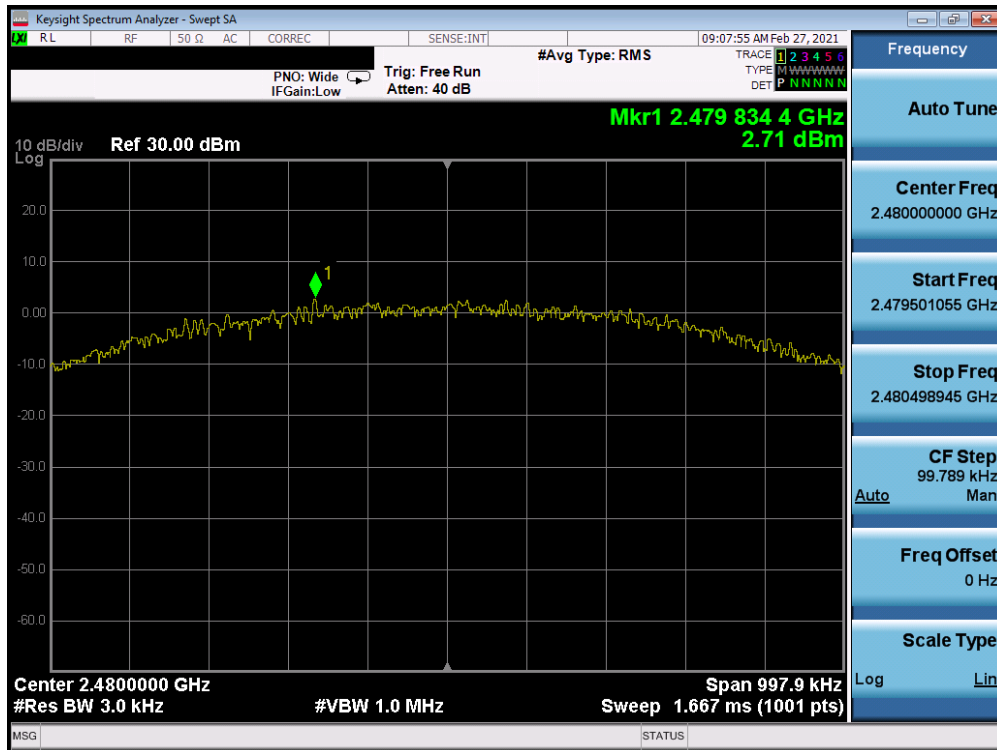 Keysight Spectrum Analyzer - Swept SA
LXI RL RF 50 Ω AC CORREC SENSE:INT 09:07:55 AM Feb 27, 2021
#Avg Type: RMS TRACE 1 2 3 4 5 6
PNO: Wide Trig: Free Run TYPE M WWWWW
IFGain:Low Atten: 40 dB DET P N N N N N
Mkr1 2.479 834 4 GHz
2.71 dBm
10 dB/div Ref 30.00 dBm
Log
20.0
10.0
1
0.00
-10.0
-20.0
-30.0
-40.0
-50.0
-60.0
Center 2.4800000 GHz Span 997.9 kHz
#Res BW 3.0 kHz #VBW 1.0 MHz Sweep 1.667 ms (1001 pts)
MSG STATUS
Frequency
Auto Tune
Center Freq
2.480000000 GHz
Start Freq
2.479501055 GHz
Stop Freq
2.480498945 GHz
CF Step
99.789 kHz
Auto Man
Freq Offset
0 Hz
Scale Type
Log Lin